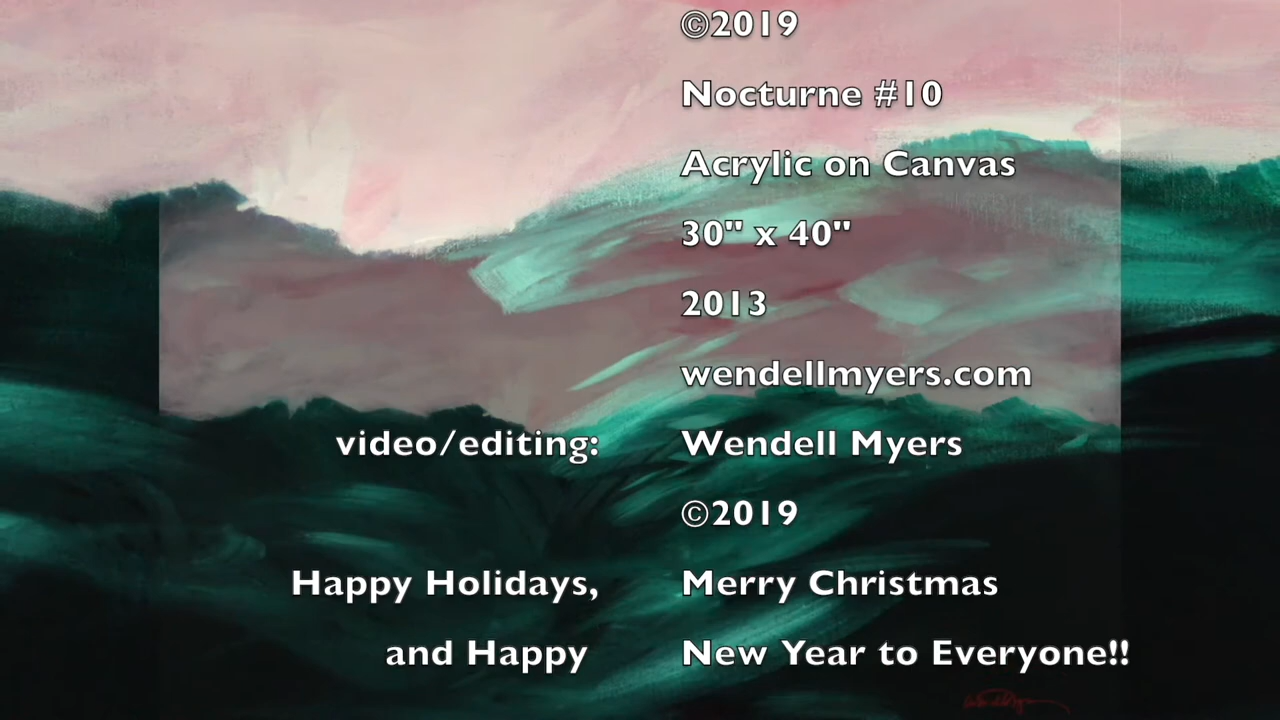 ©2019
Nocturne #10
Acrylic on Canvas
30" x 40"
2013
wendellmyers.com
video/editing: Wendell Myers
©2019
Happy Holidays, Merry Christmas
and Happy New Year to Everyone!!